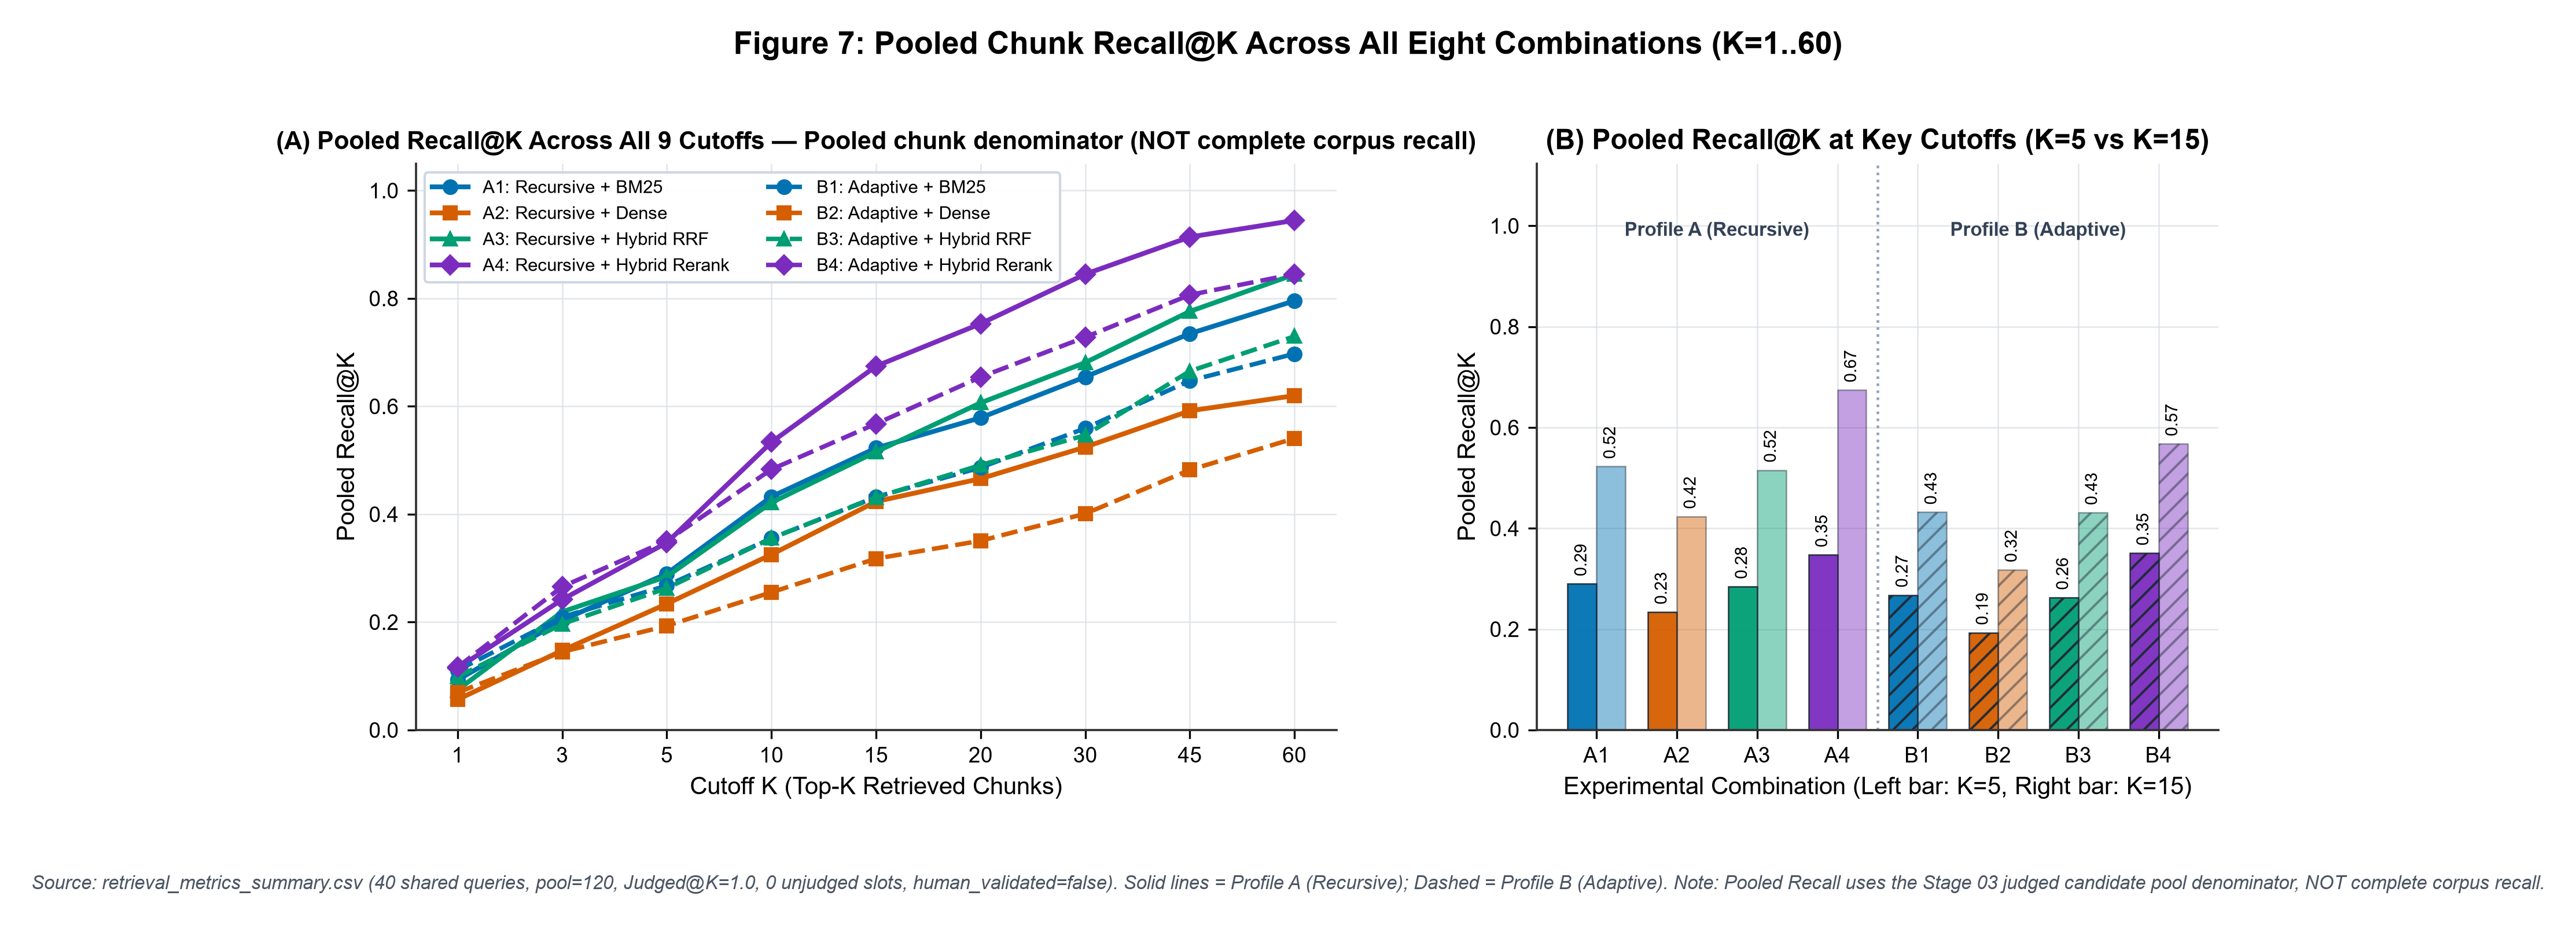 Figure 7: Pooled Chunk Recall@K Across All Eight Combinations (K=1..60)
(A) Pooled Recall@K Across All 9 Cutoffs — Pooled chunk denominator (NOT complete corpus recall)
A1: Recursive + BM25
A2: Recursive + Dense
A3: Recursive + Hybrid RRF
A4: Recursive + Hybrid Rerank
B1: Adaptive + BM25
B2: Adaptive + Dense
B3: Adaptive + Hybrid RRF
B4: Adaptive + Hybrid Rerank
Pooled Recall@K
1.0
0.8
0.6
0.4
0.2
0.0
1 3 5 10 15 20 30 45 60
Cutoff K (Top-K Retrieved Chunks)
(B) Pooled Recall@K at Key Cutoffs (K=5 vs K=15)
Profile A (Recursive)
Profile B (Adaptive)
Pooled Recall@K
1.0
0.8
0.6
0.4
0.2
0.0
0.29 0.52 0.23 0.42 0.28 0.52 0.35 0.67 0.27 0.43 0.19 0.32 0.26 0.43 0.35 0.57
A1 A2 A3 A4 B1 B2 B3 B4
Experimental Combination (Left bar: K=5, Right bar: K=15)
Source: retrieval_metrics_summary.csv (40 shared queries, pool=120, Judged@K=1.0, 0 unjudged slots, human_validated=false). Solid lines = Profile A (Recursive); Dashed = Profile B (Adaptive). Note: Pooled Recall uses the Stage 03 judged candidate pool denominator, NOT complete corpus recall.